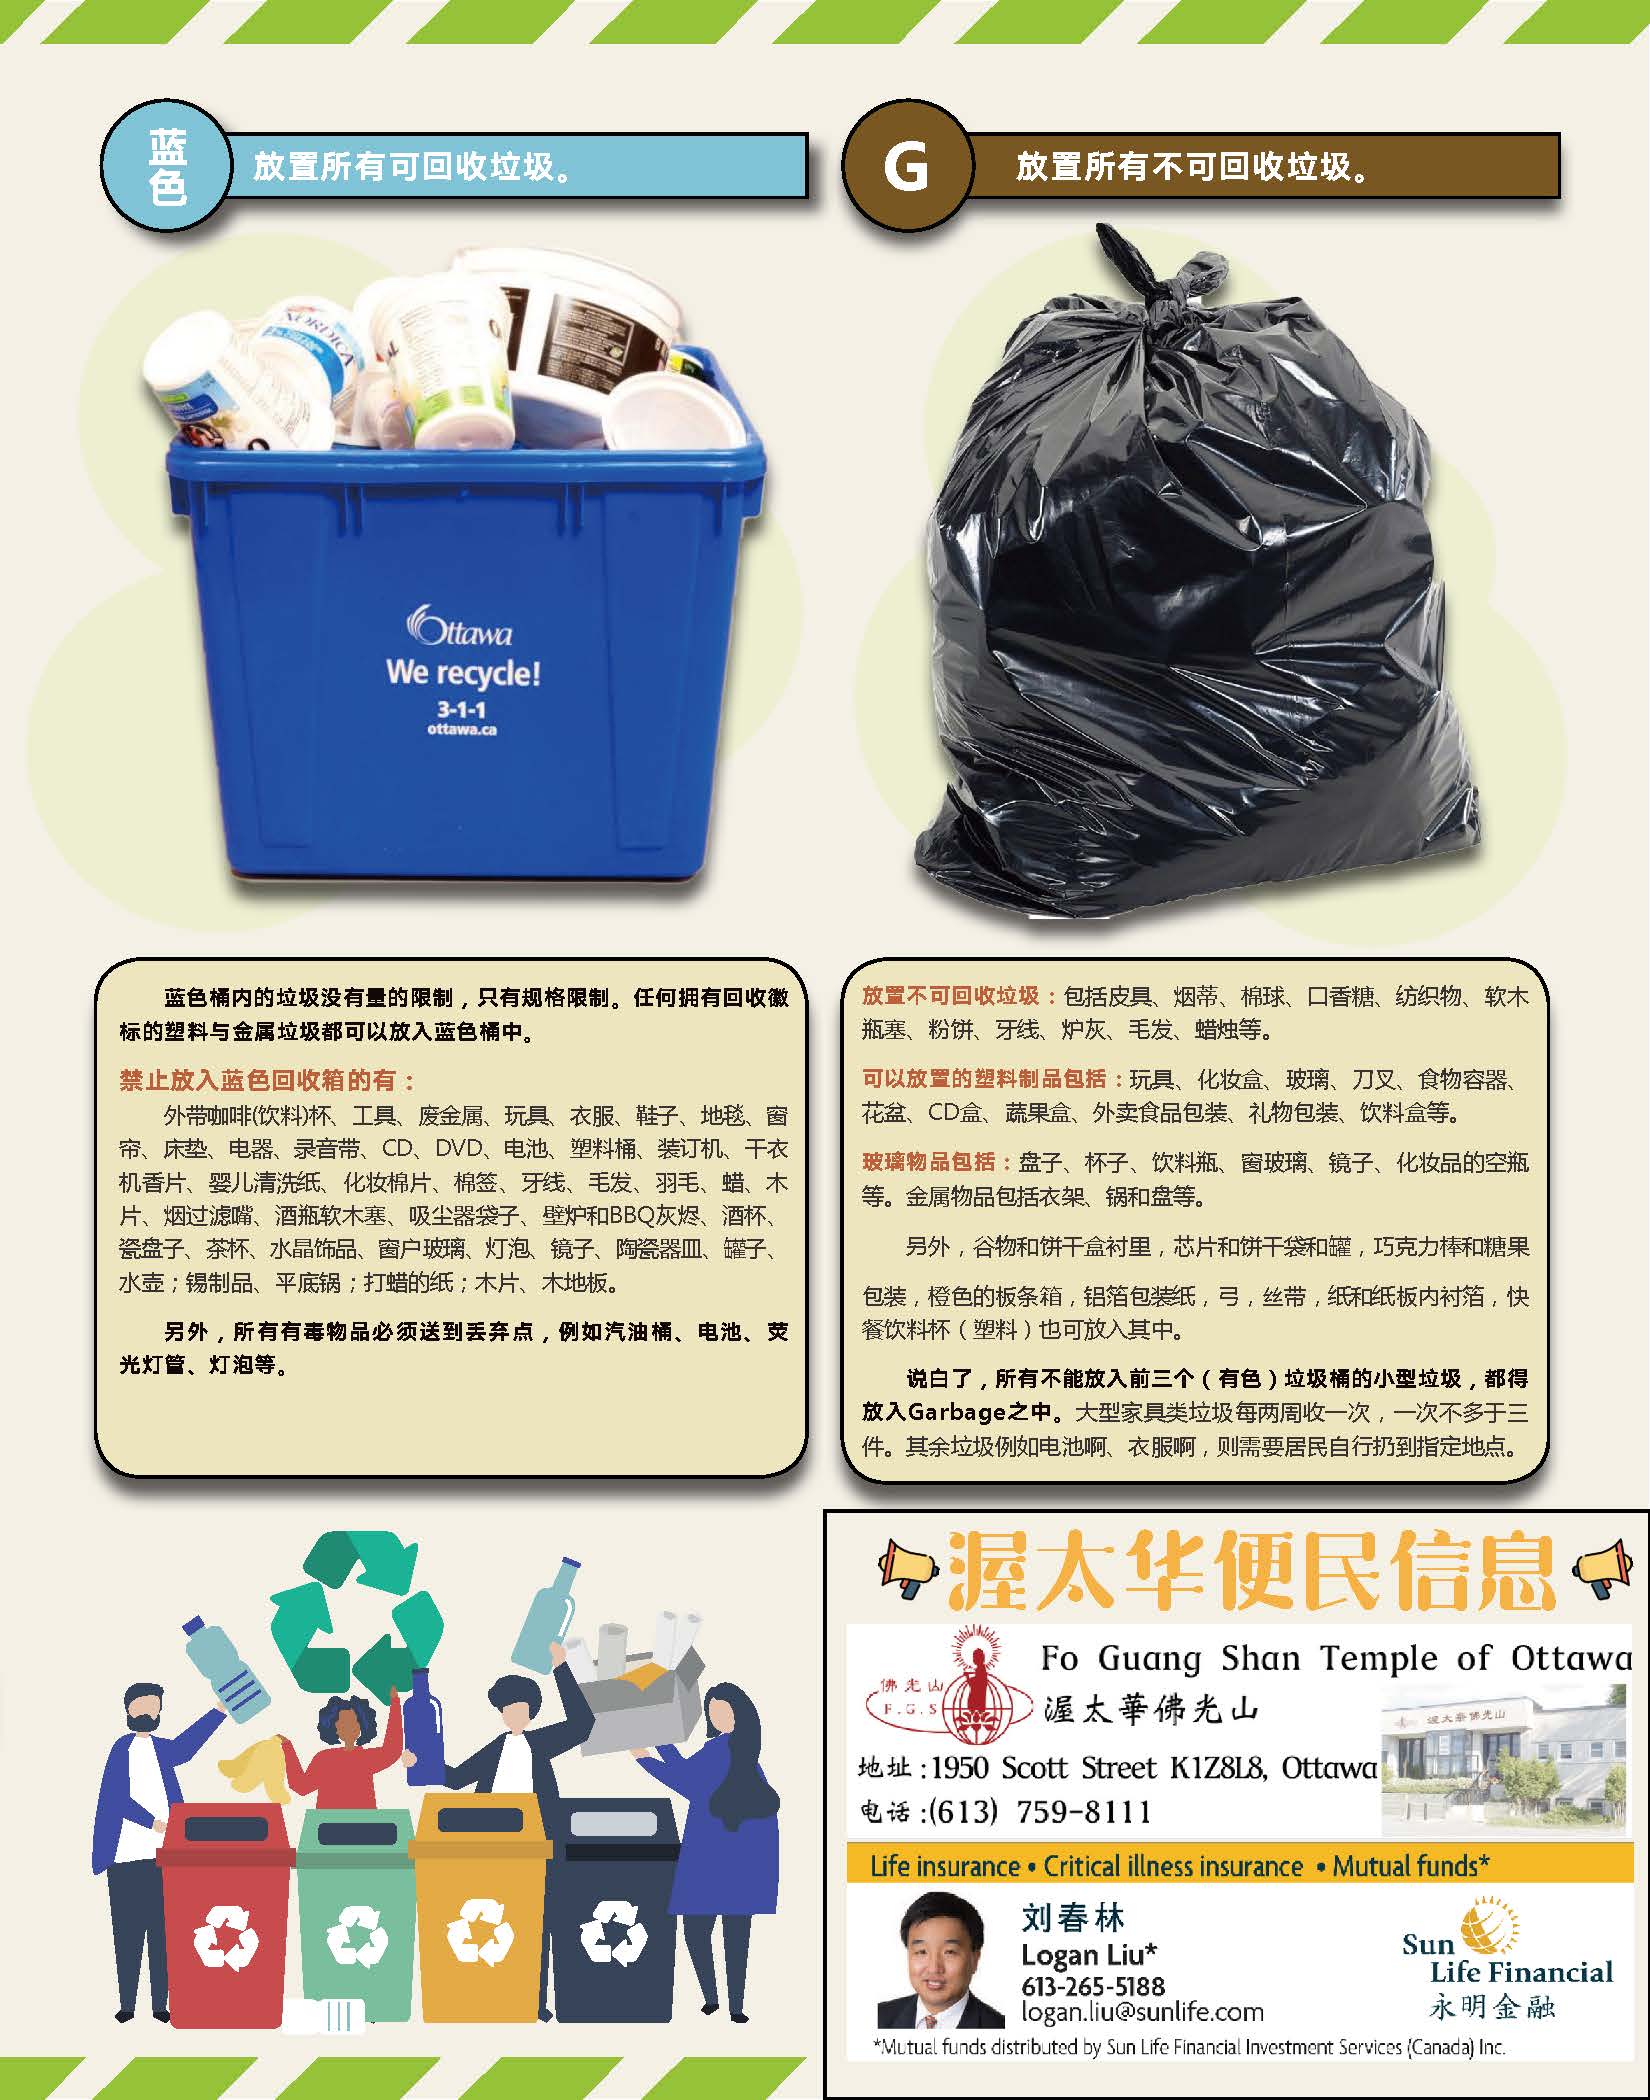 蓝色
放置所有可回收垃圾。
G
放置所有不可回收垃圾。
NORDICA
Ottawa
We recycle!
3-1-1
ottawa.ca
蓝色桶内的垃圾没有量的限制，只有规格限制。任何拥有回收徽
标的塑料与金属垃圾都可以放入蓝色桶中。
禁止放入蓝色回收箱的有：
外带咖啡(饮料)杯、工具、废金属、玩具、衣服、鞋子、地毯、窗
帘、床垫、电器、录音带、CD、DVD、电池、塑料桶、装订机、干衣
机香片、婴儿清洗纸、化妆棉片、棉签、牙线、毛发、羽毛、蜡、木
片、烟过滤嘴、酒瓶软木塞、吸尘器袋子、壁炉和BBQ灰烬、酒杯、
瓷盘子、茶杯、水晶饰品、窗户玻璃、灯泡、镜子、陶瓷器皿、罐子、
水壶；锡制品、平底锅；打蜡的纸；木片、木地板。
另外，所有有毒物品必须送到丢弃点，例如汽油桶、电池、荧
光灯管、灯泡等。
放置不可回收垃圾：包括皮具、烟蒂、棉球、口香糖、纺织物、软木
瓶塞、粉饼、牙线、炉灰、毛发、蜡烛等。
可以放置的塑料制品包括：玩具、化妆盒、玻璃、刀叉、食物容器、
花盆、CD盒、蔬果盒、外卖食品包装、礼物包装、饮料盒等。
玻璃物品包括：盘子、杯子、饮料瓶、窗玻璃、镜子、化妆品的空瓶
等。金属物品包括衣架、锅和盘等。
另外，谷物和饼干盒衬里，芯片和饼干袋和罐，巧克力棒和糖果
包装，橙色的板条箱，铝箔包装纸，弓，丝带，纸和纸板内衬箔，快
餐饮料杯（塑料）也可放入其中。
说白了，所有不能放入前三个（有色）垃圾桶的小型垃圾，都得
放入Garbage之中。大型家具类垃圾每两周收一次，一次不多于三
件。其余垃圾例如电池啊、衣服啊，则需要居民自行扔到指定地点。
渥太华便民信息
佛光山
F.G.S
Fo Guang Shan Temple of Ottawa
渥太華佛光山
渥太華佛光山
地址:1950 Scott Street K1Z8L8, Ottawa
电话:(613) 759-8111
Life insurance • Critical illness insurance • Mutual funds*
刘春林
Logan Liu*
613-265-5188
logan.liu@sunlife.com
Sun
Life Financial
永明金融
*Mutual funds distributed by Sun Life Financial Investment Services (Canada) Inc.